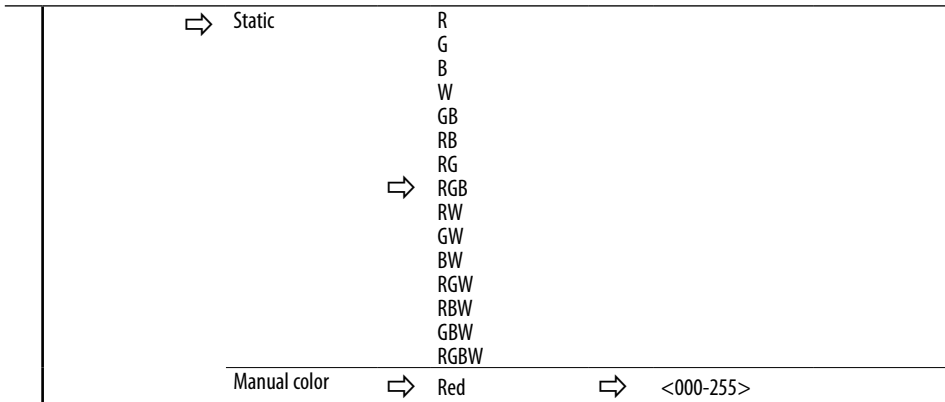 Static R
G
B
W
GB
RB
RG
RGB
RW
GW
BW
RGW
RBW
GBW
RGBW
Manual color Red <000-255>